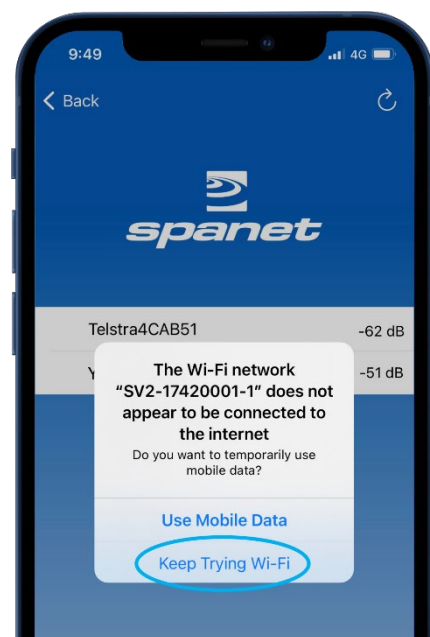 9:49
4G
Back
spanet
Telstra4CAB51 -62 dB
Y -51 dB
The Wi-Fi network
“SV2-17420001-1” does not
appear to be connected to
the internet
Do you want to temporarily use
mobile data?
Use Mobile Data
Keep Trying Wi-Fi